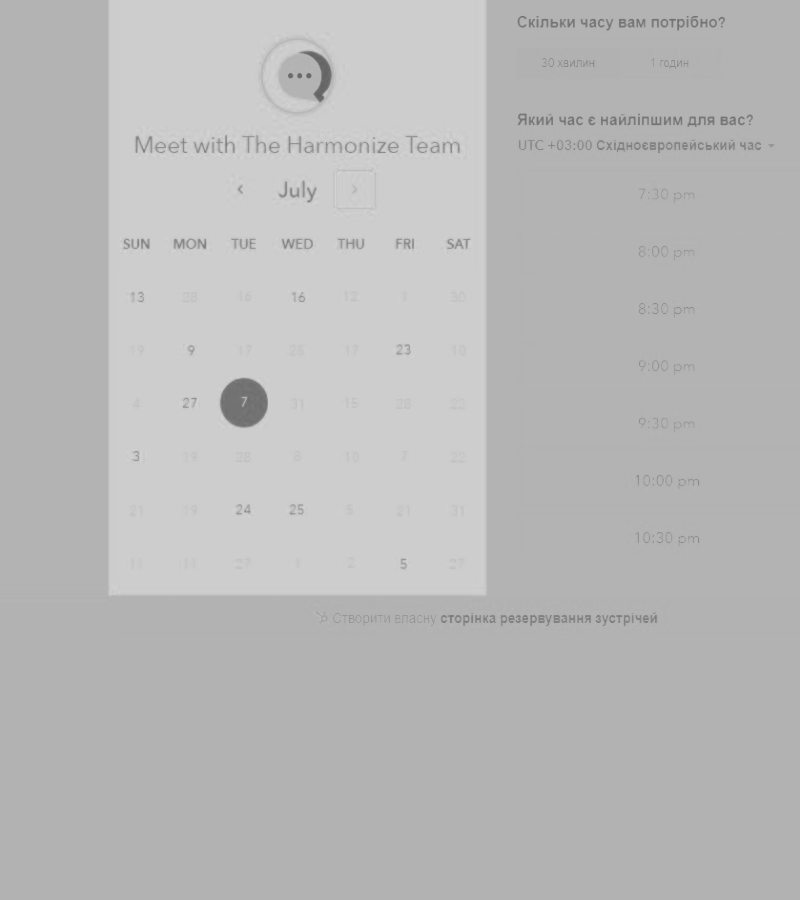 Meet with The Harmonize Team
July
SUN MON TUE WED THU FRI SAT
13 28 16 16 12 1 30
19 9 17 26 17 23 10
4 27 7 31 15 28 22
3 19 28 8 10 7 22
21 19 24 25 5 21 31
11 11 27 1 2 5 27
Скільки часу вам потрібно?
30 хвилин 1 годин
Який час є найліпшим для вас?
UTC +03:00 Східноєвропейський час
7:30 pm
8:00 pm
8:30 pm
9:00 pm
9:30 pm
10:00 pm
10:30 pm
Створити власну сторінка резервування зустрічей